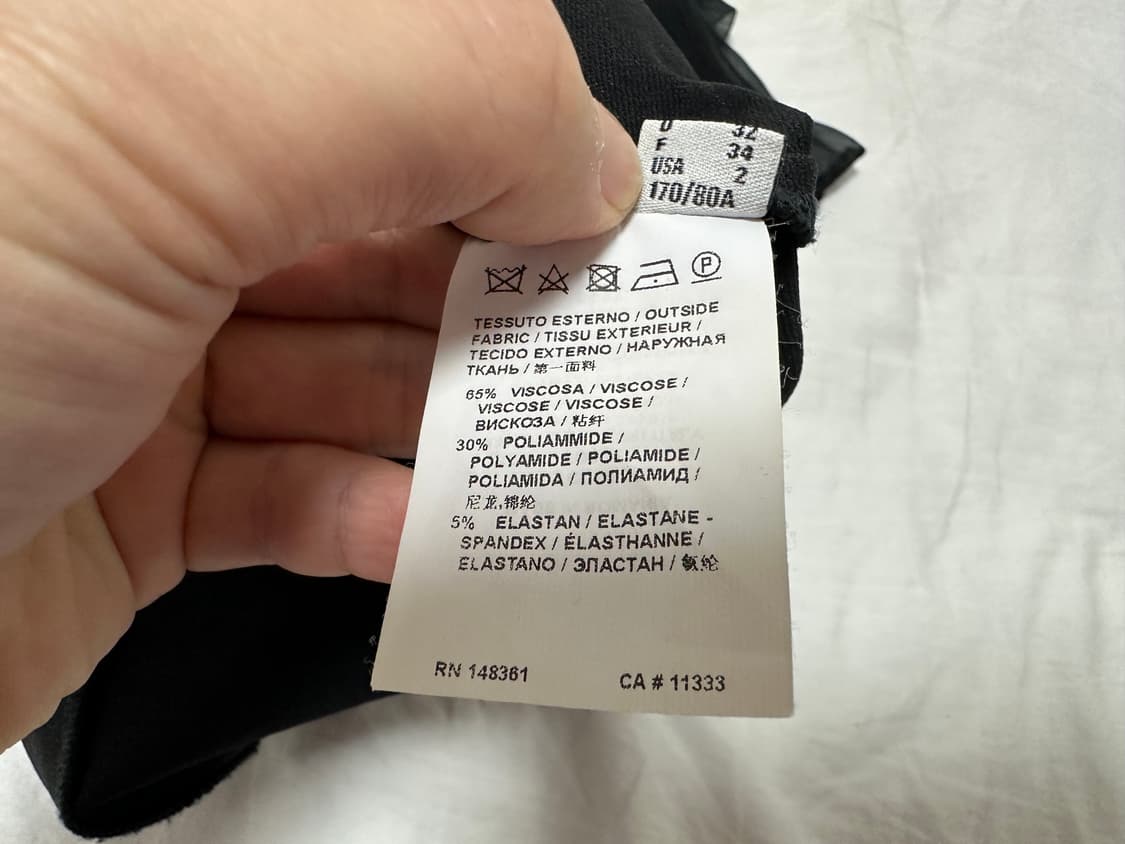 D 32
F 34
USA 2
170/80A
P
TESSUTO ESTERNO / OUTSIDE
FABRIC / TISSU EXTERIEUR /
TECIDO EXTERNO / НАРУЖНАЯ
ТКАНЬ / 第一面料
65% VISCOSA / VISCOSE /
VISCOSE / VISCOSE /
ВИСКОЗА / 粘纤
30% POLIAMMIDE /
POLYAMIDE / POLIAMIDE /
POLIAMIDA / ПОЛИАМИД /
尼龙,锦纶
5% ELASTAN / ELASTANE -
SPANDEX / ÉLASTHANNE /
ELASTANO / ЭЛАСТАН / 氨纶
RN 148361 CA # 11333